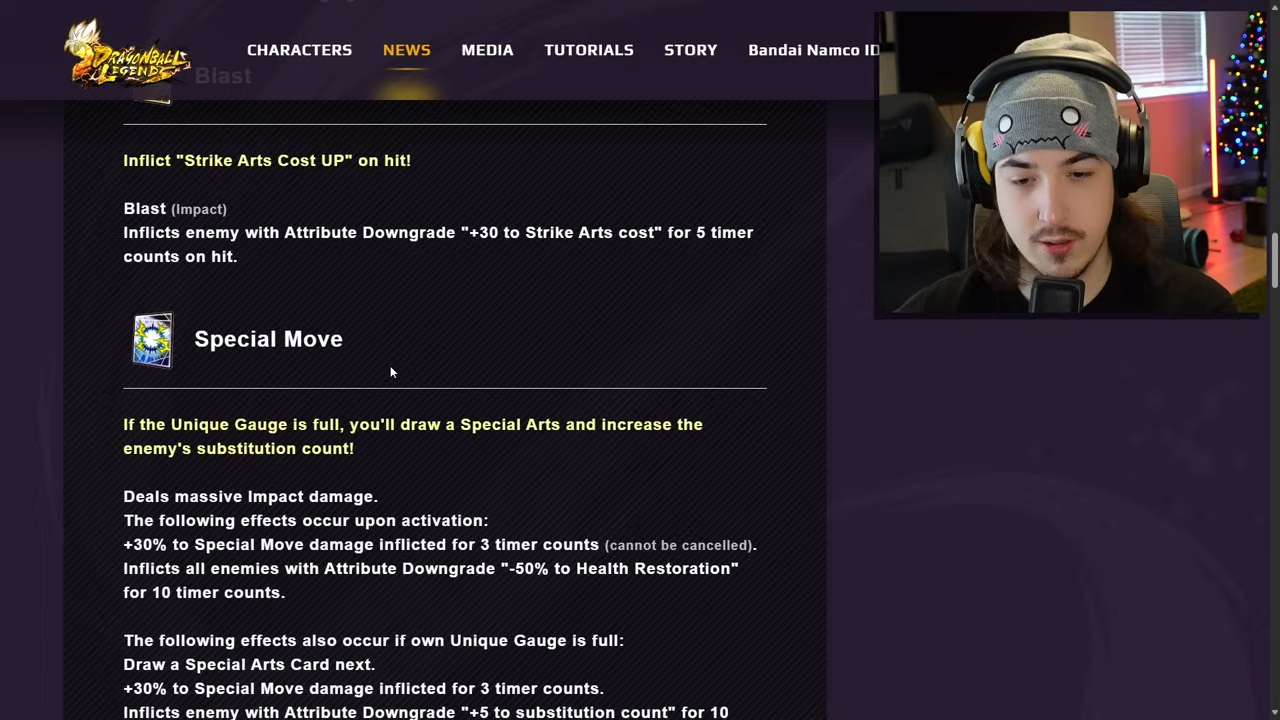 DRAGONBALL
LEGENDS
CHARACTERS NEWS MEDIA TUTORIALS STORY Bandai Namco ID
Blast
Inflict "Strike Arts Cost UP" on hit!
Blast (Impact)
Inflicts enemy with Attribute Downgrade "+30 to Strike Arts cost" for 5 timer
counts on hit.
Special Move
If the Unique Gauge is full, you'll draw a Special Arts and increase the
enemy's substitution count!
Deals massive Impact damage.
The following effects occur upon activation:
+30% to Special Move damage inflicted for 3 timer counts (cannot be cancelled).
Inflicts all enemies with Attribute Downgrade "-50% to Health Restoration"
for 10 timer counts.
The following effects also occur if own Unique Gauge is full:
Draw a Special Arts Card next.
+30% to Special Move damage inflicted for 3 timer counts.
Inflicts enemy with Attribute Downgrade "+5 to substitution count" for 10